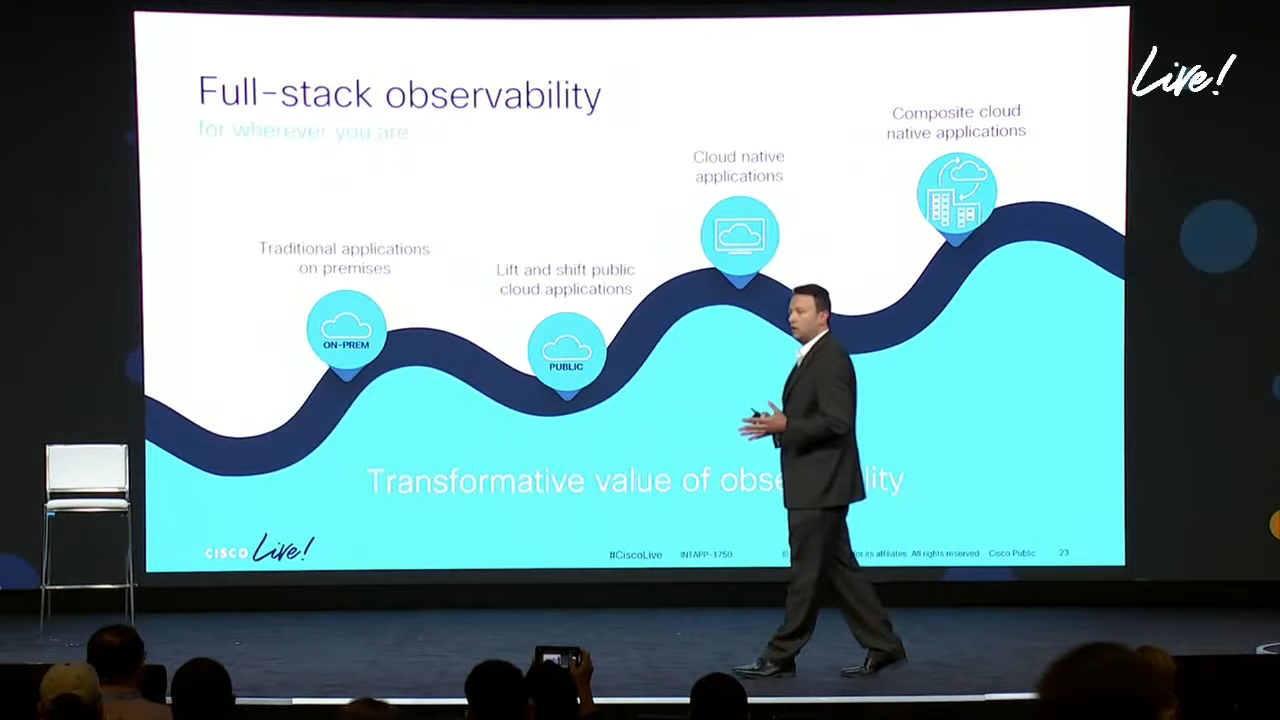 Live!
Full-stack observability
for wherever you are
Composite cloud
native applications
Cloud native
applications
Traditional applications
on premises
Lift and shift public
cloud applications
ON-PREM
PUBLIC
Transformative value of obse lity
CISCO Live!
#CiscoLive INTAPP-1750 © or its affiliates. All rights reserved Cisco Public 23